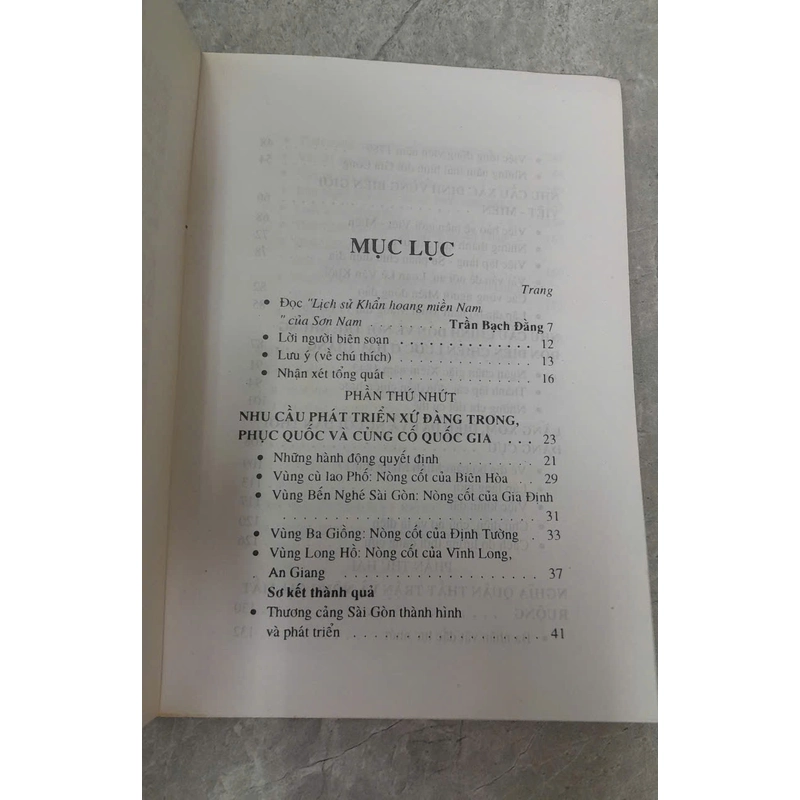 MỤC LỤC
Trang
• Đọc "Lịch sử Khẩn hoang miền Nam
" của Sơn Nam . . . . . . . . . Trần Bạch Đằng 7
• Lời người biên soạn . . . . . . . . . . . . . . . 12
• Lưu ý (về chú thích) . . . . . . . . . . . . . . . 13
• Nhận xét tổng quát . . . . . . . . . . . . . . . . 16
PHẦN THỨ NHỨT
NHU CẦU PHÁT TRIỂN XỨ ĐÀNG TRONG,
PHỤC QUỐC VÀ CỦNG CỐ QUỐC GIA . . . . 23
• Những hành động quyết định . . . . . . . . . 21
• Vùng cù lao Phố: Nòng cốt của Biên Hòa . . . 29
• Vùng Bến Nghé Sài Gòn: Nòng cốt của Gia Định
. . . . . . . . . . . . . . . . . . . . . . . 31
• Vùng Ba Giồng: Nòng cốt của Định Tường . . 33
• Vùng Long Hồ: Nòng cốt của Vĩnh Long,
An Giang . . . . . . . . . . . . . . . . . . . 37
Sơ kết thành quả
• Thương cảng Sài Gòn thành hình
và phát triển . . . . . . . . . . . . . . . . . . 41